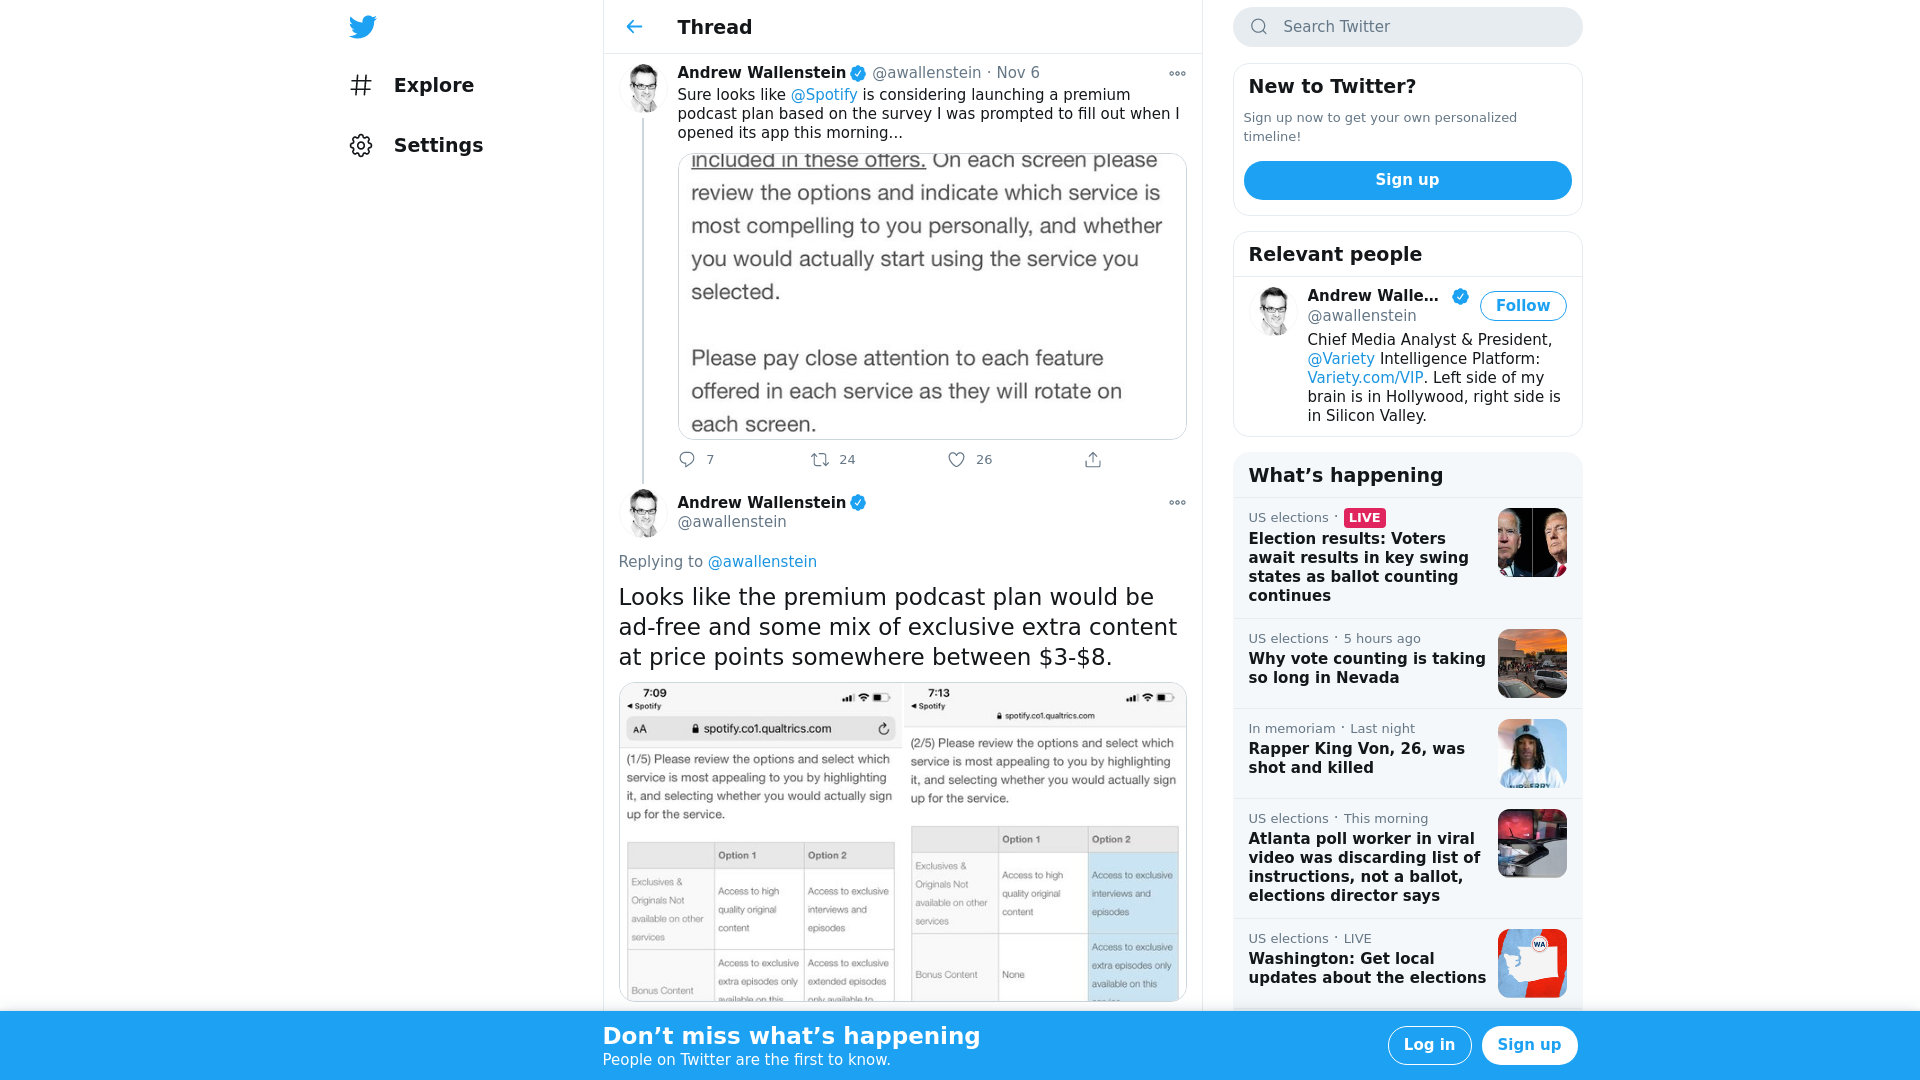 Explore
Settings
Thread
Andrew Wallenstein @awallenstein · Nov 6
Sure looks like @Spotify is considering launching a premium
podcast plan based on the survey I was prompted to fill out when I
opened its app this morning...
included in these offers. On each screen please
review the options and indicate which service is
most compelling to you personally, and whether
you would actually start using the service you
selected.
Please pay close attention to each feature
offered in each service as they will rotate on
each screen.
7 24 26
Andrew Wallenstein
@awallenstein
Replying to @awallenstein
Looks like the premium podcast plan would be
ad-free and some mix of exclusive extra content
at price points somewhere between $3-$8.
7:09
Spotify
AA spotify.co1.qualtrics.com
(1/5) Please review the options and select which
service is most appealing to you by highlighting
it, and selecting whether you would actually sign
up for the service.
Option 1 Option 2
Exclusives &
Originals Not
available on other
services
Access to high
quality original
content
Access to exclusive
interviews and
episodes
Bonus Content
Access to exclusive
extra episodes only
available on this
Access to exclusive
extended episodes
only available to
7:13
Spotify
spotify.co1.qualtrics.com
(2/5) Please review the options and select which
service is most appealing to you by highlighting
it, and selecting whether you would actually sign
up for the service.
Option 1 Option 2
Exclusives &
Originals Not
available on other
services
Access to high
quality original
content
Access to exclusive
interviews and
episodes
Bonus Content
None
Access to exclusive
extra episodes only
available on this
Search Twitter
New to Twitter?
Sign up now to get your own personalized
timeline!
Sign up
Relevant people
Andrew Walle...
@awallenstein
Follow
Chief Media Analyst & President,
@Variety Intelligence Platform:
Variety.com/VIP. Left side of my
brain is in Hollywood, right side is
in Silicon Valley.
What's happening
US elections · LIVE
Election results: Voters
await results in key swing
states as ballot counting
continues
US elections · 5 hours ago
Why vote counting is taking
so long in Nevada
In memoriam · Last night
Rapper King Von, 26, was
shot and killed
US elections · This morning
Atlanta poll worker in viral
video was discarding list of
instructions, not a ballot,
elections director says
US elections · LIVE
Washington: Get local
updates about the elections
WA
Don't miss what's happening
People on Twitter are the first to know.
Log in
Sign up